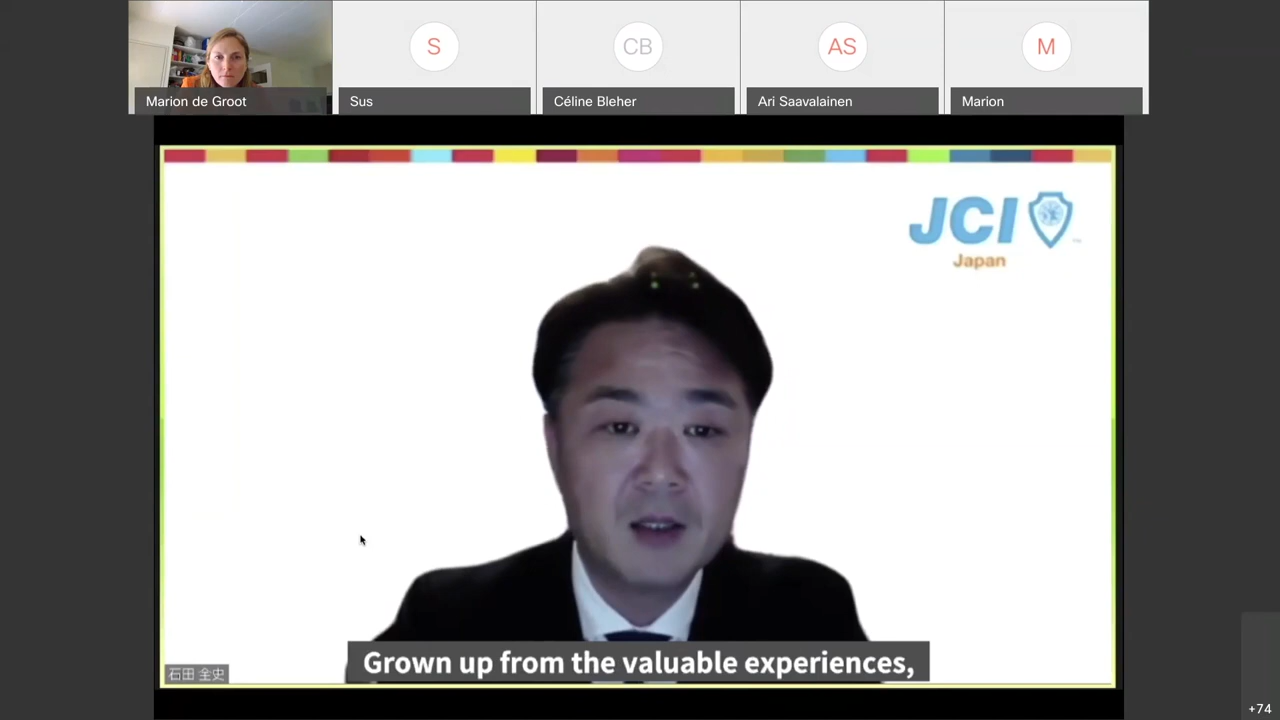 S
CB
AS
M
Marion de Groot
Sus
Céline Bleher
Ari Saavalainen
Marion
JCI
Japan
Grown up from the valuable experiences,
石田 全史
+74